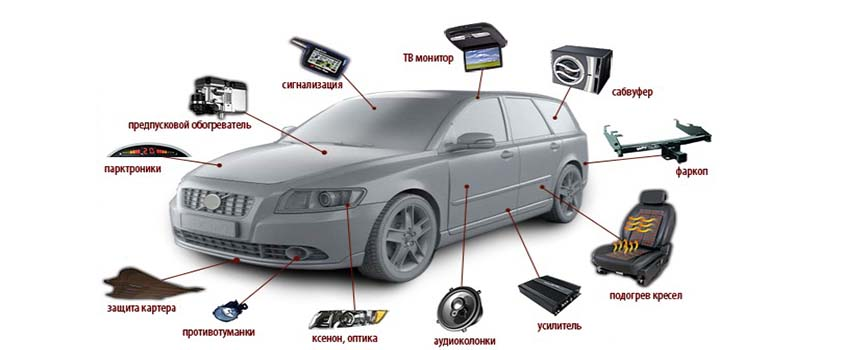 ТВ монитор
сигнализация
сабвуфер
предпусковой обогреватель
парктроники
фаркоп
защита картера
противотуманки
ксенон, оптика
аудиоколонки
усилитель
подогрев кресел